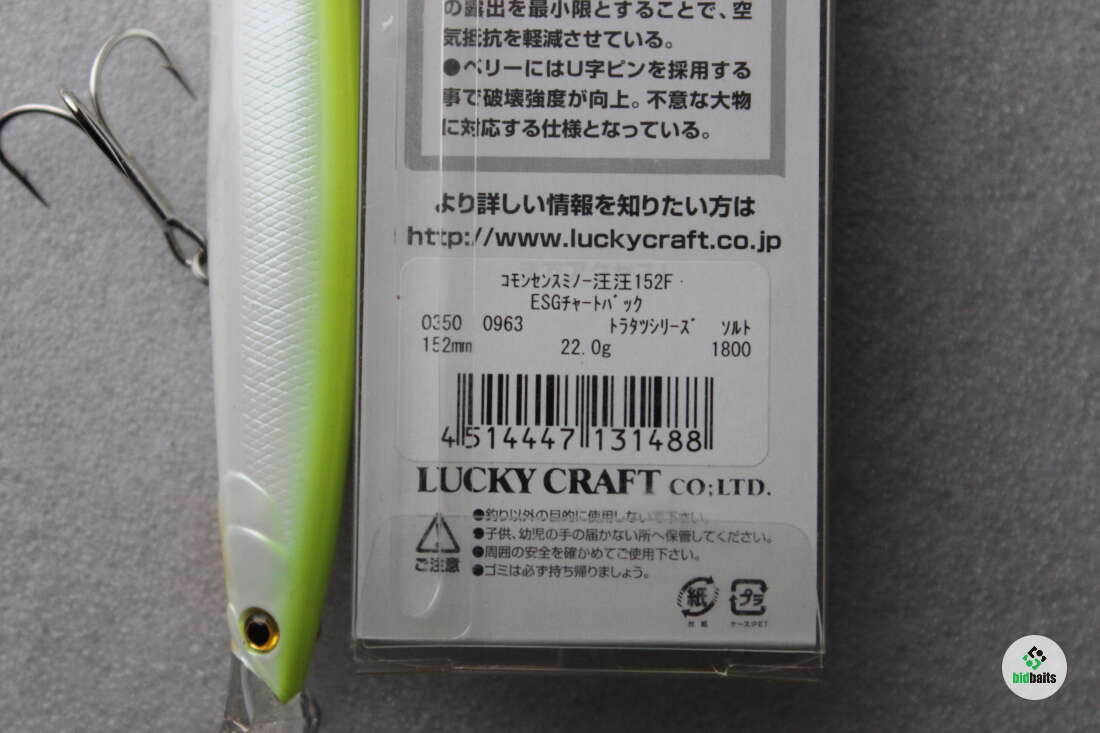 の露出を最小限とすることで、空
気抵抗を軽減させている。
●ベリーにはU字ピンを採用する
事で破壊強度が向上。不意な大物
に対応する仕様となっている。
より詳しい情報を知りたい方は
http://www.luckycraft.co.jp
コモンセンスミノー汪汪152F
ESGチャートバック
0350 0963 トラタツシリーズ ソルト
152mm 22.0g 1800
4514447131488
LUCKY CRAFT CO;LTD.
●釣り以外の目的に使用しないで下さい。
●子供、幼児の手の届かない所へ保管してください。
●周囲の安全を確かめてご使用下さい。
●ゴミは必ず持ち帰りましょう。
ご注意
紙
プラ
台紙
ケース:PET
bidbaits